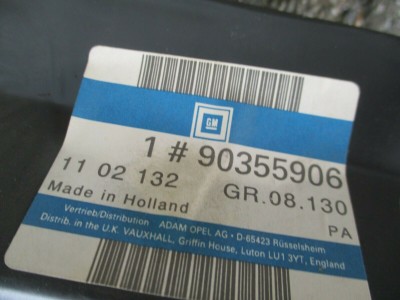 GM
1 # 90355906
11 02 132 GR.08.130
Made in Holland PA
Vertrieb/Distribution ADAM OPEL AG • D-65423 Rüsselsheim
Distrib. in the U.K. VAUXHALL, Griffin House, Luton LU1 3YT, England